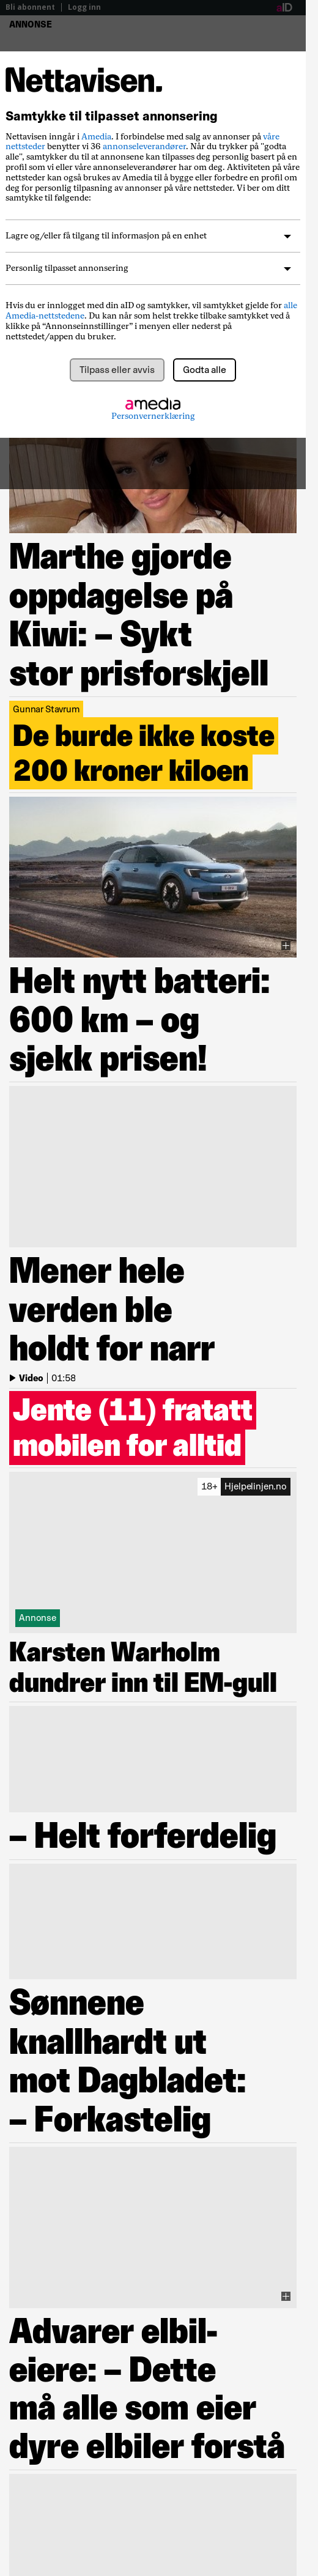 Bli abonnent | Logg inn
aID
ANNONSE
Nettavisen.
Samtykke til tilpasset annonsering
Nettavisen inngår i Amedia. I forbindelse med salg av annonser på våre
nettsteder benytter vi 36 annonseleverandører. Når du trykker på "godta
alle", samtykker du til at annonsene kan tilpasses deg personlig basert på en
profil som vi eller våre annonseleverandører har om deg. Aktiviteten på våre
nettsteder kan også brukes av Amedia til å bygge eller forbedre en profil om
deg for personlig tilpasning av annonser på våre nettsteder. Vi ber om ditt
samtykke til følgende:
Lagre og/eller få tilgang til informasjon på en enhet
Personlig tilpasset annonsering
Hvis du er innlogget med din aID og samtykker, vil samtykket gjelde for alle
Amedia-nettstedene. Du kan når som helst trekke tilbake samtykket ved å
klikke på “Annonseinnstillinger” i menyen eller nederst på
nettstedet/appen du bruker.
Tilpass eller avvis
Godta alle
amedia
Personvernerklæring
Marthe gjorde
oppdagelse på
Kiwi: – Sykt
stor prisforskjell
Gunnar Stavrum
De burde ikke koste
200 kroner kiloen
Helt nytt batteri:
600 km – og
sjekk prisen!
Mener hele
verden ble
holdt for narr
Video | 01:58
Jente (11) fratatt
mobilen for alltid
18+ Hjelpelinjen.no
Annonse
Karsten Warholm
dundrer inn til EM-gull
– Helt forferdelig
Sønnene
knallhardt ut
mot Dagbladet:
– Forkastelig
Advarer elbil-
eiere: – Dette
må alle som eier
dyre elbiler forstå